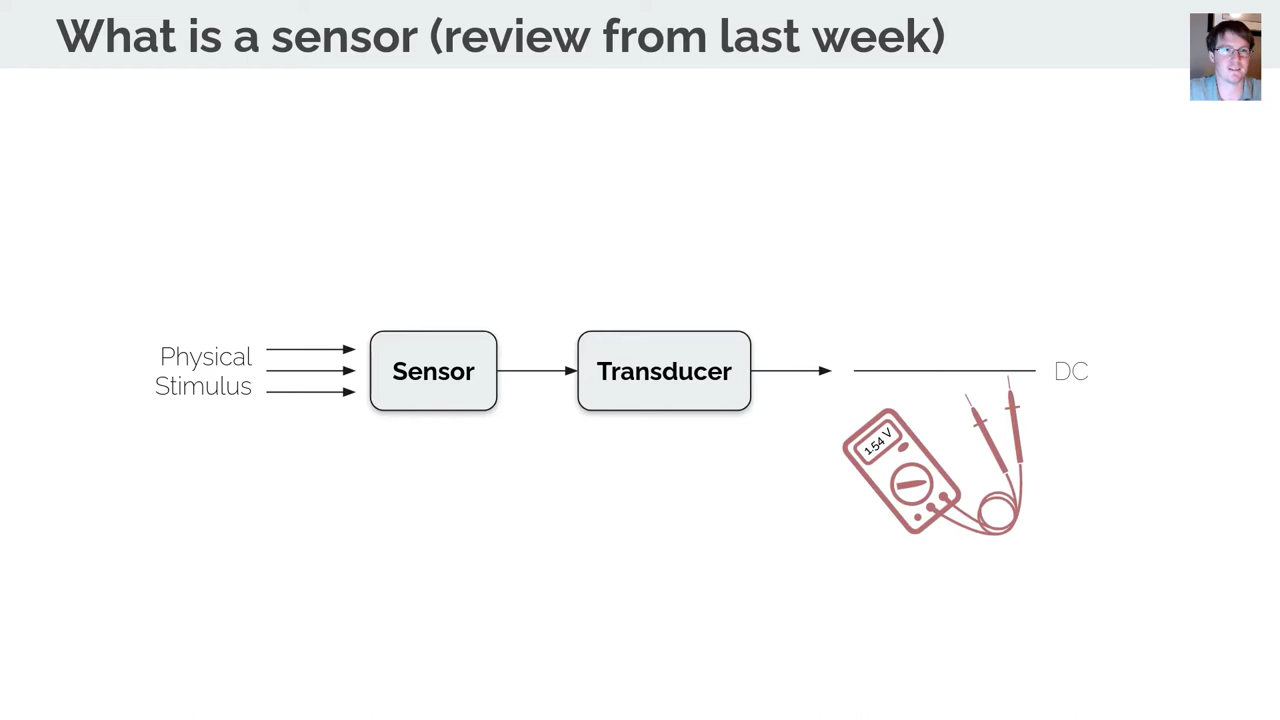 What is a sensor (review from last week)
Physical
Stimulus
Sensor
Transducer
DC
1.54 V